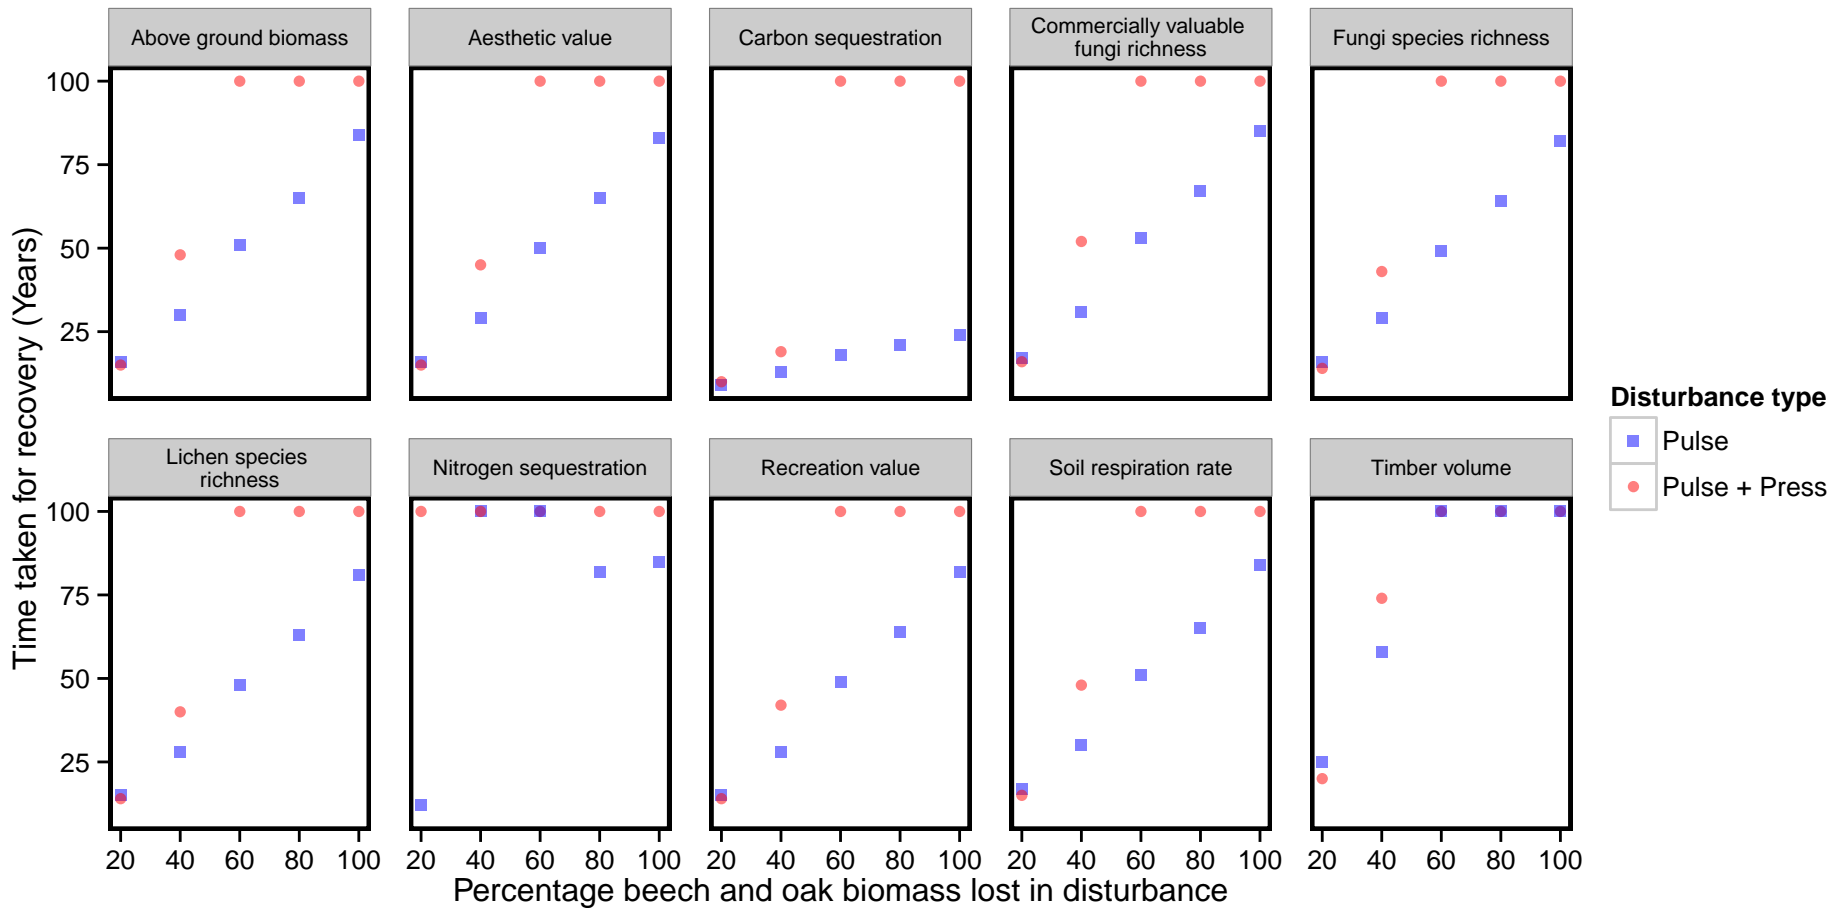 Above ground biomass
Aesthetic value
Carbon sequestration
Commercially valuable
fungi richness
Fungi species richness
100
75
50
25
Time taken for recovery (Years)
Lichen species
richness
Nitrogen sequestration
Recreation value
Soil respiration rate
Timber volume
100
75
50
25
20 40 60 80 100
20 40 60 80 100
20 40 60 80 100
20 40 60 80 100
20 40 60 80 100
Percentage beech and oak biomass lost in disturbance
Disturbance type
Pulse
Pulse + Press